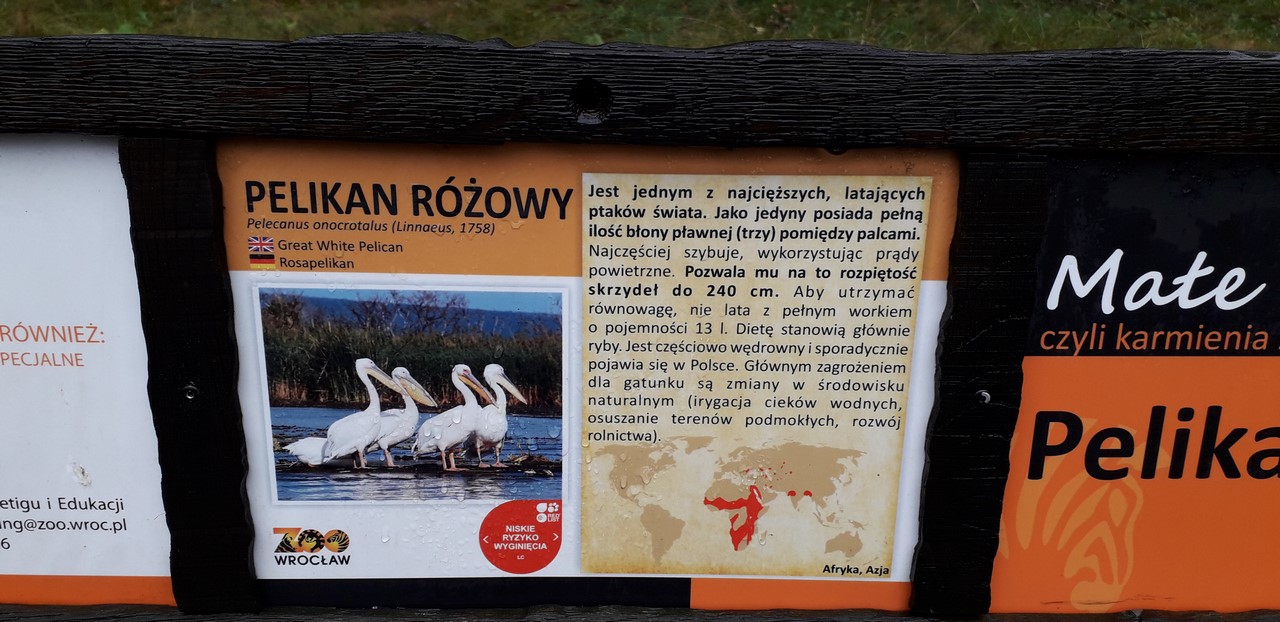 RÓWNIEŻ:
PECJALNE
etigu i Edukacji
ng@zoo.wroc.pl
6
PELIKAN RÓŻOWY
Pelecanus onocrotalus (Linnaeus, 1758)
Great White Pelican
Rosapelikan
ZOO
WROCŁAW
RED
LIST
NISKIE
RYZYKO
WYGINIĘCIA
LC
Jest jednym z najcięższych, latających
ptaków świata. Jako jedyny posiada pełną
ilość błony pławnej (trzy) pomiędzy palcami.
Najczęściej szybuje, wykorzystując prądy
powietrzne. Pozwala mu na to rozpiętość
skrzydeł do 240 cm. Aby utrzymać
równowagę, nie lata z pełnym workiem
o pojemności 13 l. Dietę stanowią głównie
ryby. Jest częściowo wędrowny i sporadycznie
pojawia się w Polsce. Głównym zagrożeniem
dla gatunku są zmiany w środowisku
naturalnym (irygacja cieków wodnych,
osuszanie terenów podmokłych, rozwój
rolnictwa).
Afryka, Azja
Małe
czyli karmienia
Pelika